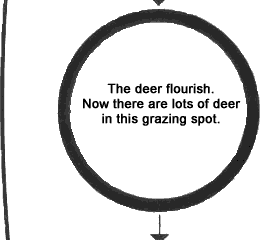 The deer flourish.
Now there are lots of deer
in this grazing spot.